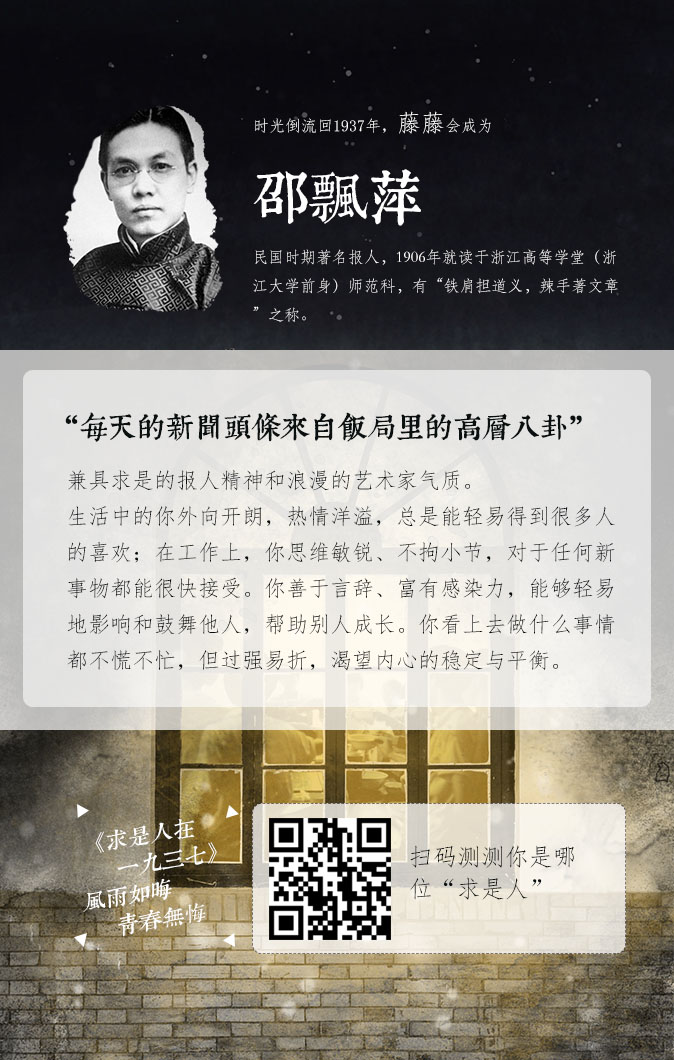 时光倒流回1937年，藤藤会成为
邵飄萍
民国时期著名报人，1906年就读于浙江高等学堂（浙
江大学前身）师范科，有“铁肩担道义，辣手著文章
”之称。
“每天的新聞頭條來自飯局里的高層八卦”
兼具求是的报人精神和浪漫的艺术家气质。
生活中的你外向开朗，热情洋溢，总是能轻易得到很多人
的喜欢；在工作上，你思维敏锐、不拘小节，对于任何新
事物都能很快接受。你善于言辞、富有感染力，能够轻易
地影响和鼓舞他人，帮助别人成长。你看上去做什么事情
都不慌不忙，但过强易折，渴望内心的稳定与平衡。
《求是人在
一九三七》
風雨如晦
青春無悔
扫码测测你是哪
位“求是人”